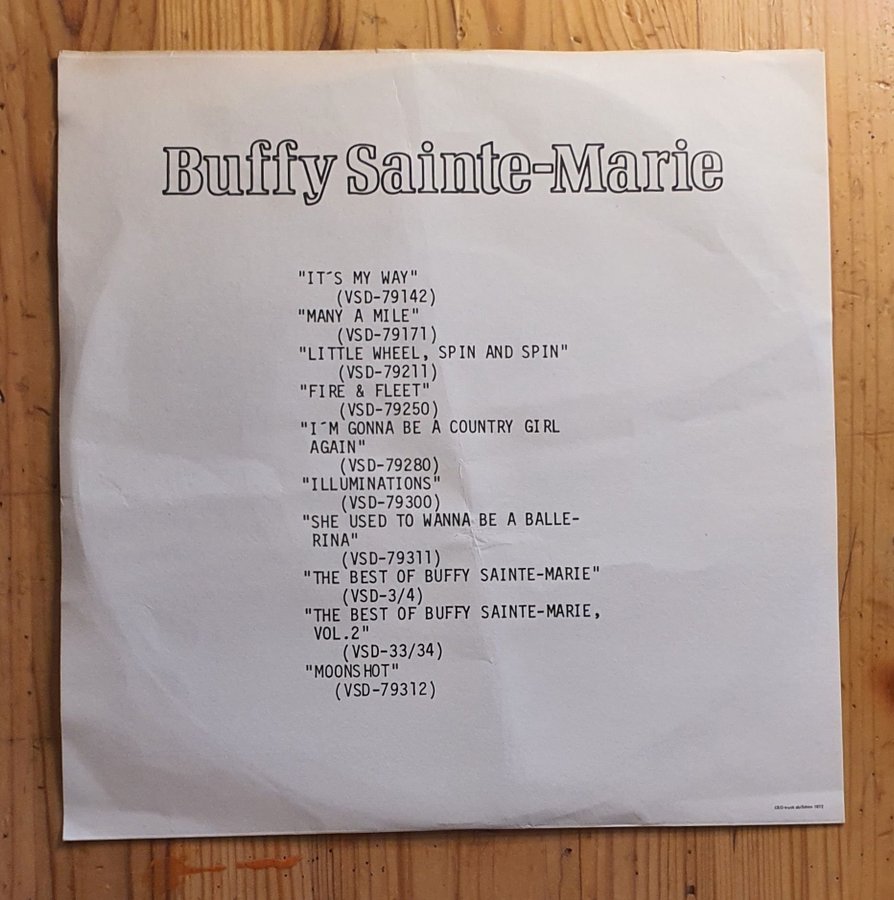 Buffy Sainte-Marie
"IT´S MY WAY"
(VSD-79142)
"MANY A MILE"
(VSD-79171)
"LITTLE WHEEL, SPIN AND SPIN"
(VSD-79211)
"FIRE & FLEET"
(VSD-79250)
"I´M GONNA BE A COUNTRY GIRL
AGAIN"
(VSD-79280)
"ILLUMINATIONS"
(VSD-79300)
"SHE USED TO WANNA BE A BALLE-
RINA"
(VSD-79311)
"THE BEST OF BUFFY SAINTE-MARIE"
(VSD-3/4)
"THE BEST OF BUFFY SAINTE-MARIE,
VOL.2"
(VSD-33/34)
"MOONSHOT"
(VSD-79312)